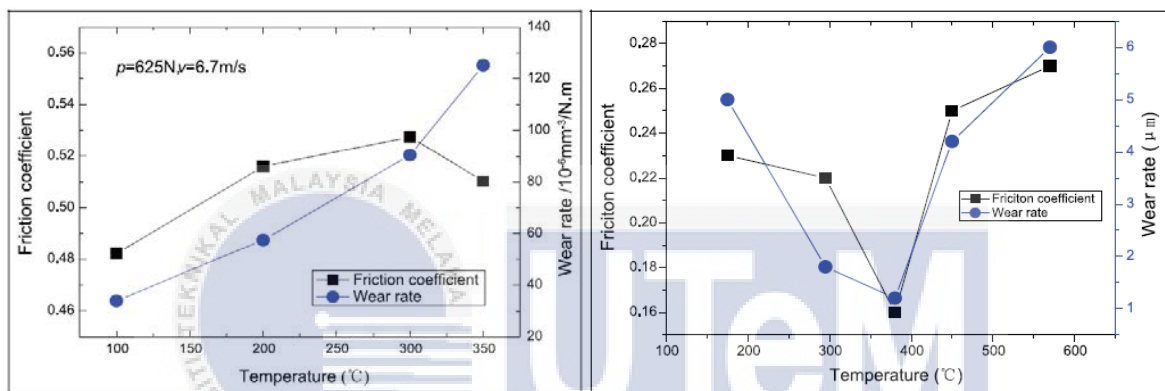 p=625N,v=6.7m/s
Friction coefficient
0.56
0.54
0.52
0.50
0.48
0.46
140
120
100
80
60
40
20
Wear rate /10⁻⁶mm⁻³/N.m
Friction coefficient
Wear rate
100 150 200 250 300 350
Temperature (℃)
Friciton coefficient
0.28
0.26
0.24
0.22
0.20
0.18
0.16
6
5
4
3
2
1
Wear rate (μm)
Friciton coefficient
Wear rate
100 200 300 400 500 600
Temperature (℃)
TEKNIKAL MALAYSIA MELAKA
UTeM